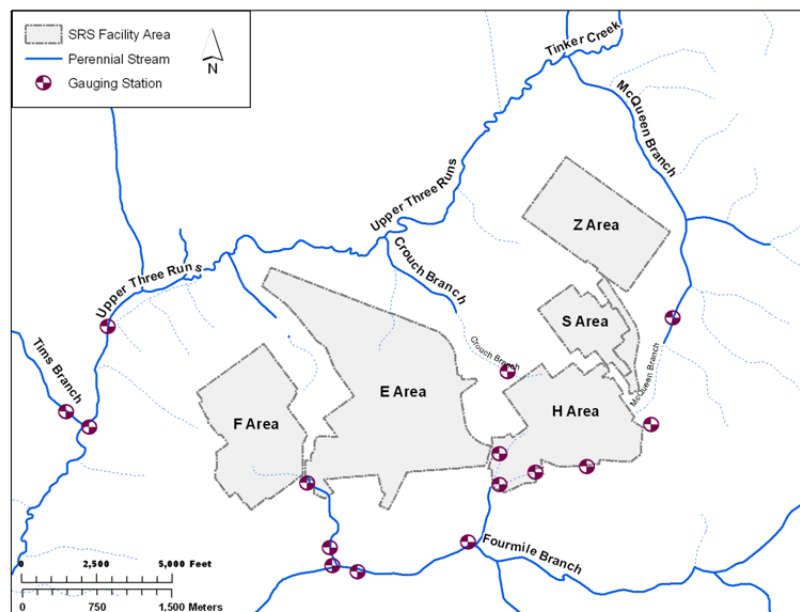 SRS Facility Area
Perennial Stream
Gauging Station
N
Tinker Creek
McQueen Branch
Upper Three Runs
Z Area
Crouch Branch
Upper Three Runs
S Area
Tims Branch
Crouch Branch
McQueen Branch
E Area
H Area
F Area
Fourmile Branch
0 2,500 5,000 Feet
0 750 1,500 Meters